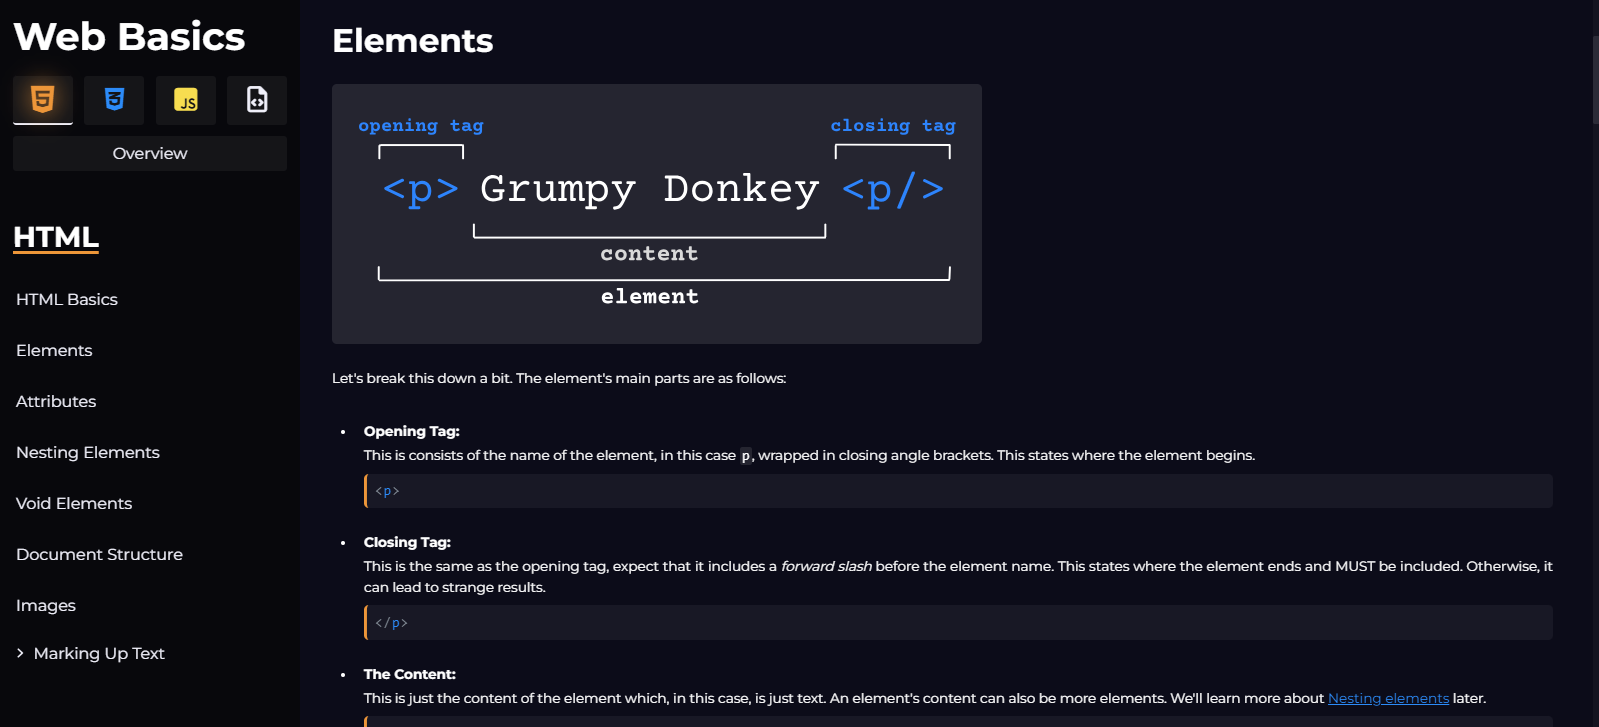 Web Basics
JS
Overview
HTML
HTML Basics
Elements
Attributes
Nesting Elements
Void Elements
Document Structure
Images
Marking Up Text
Elements
opening tag closing tag
<p> Grumpy Donkey <p/>
content
element
Let's break this down a bit. The element's main parts are as follows:
• Opening Tag:
This is consists of the name of the element, in this case p, wrapped in closing angle brackets. This states where the element begins.
<p>
• Closing Tag:
This is the same as the opening tag, expect that it includes a forward slash before the element name. This states where the element ends and MUST be included. Otherwise, it
can lead to strange results.
</p>
• The Content:
This is just the content of the element which, in this case, is just text. An element's content can also be more elements. We'll learn more about Nesting elements later.